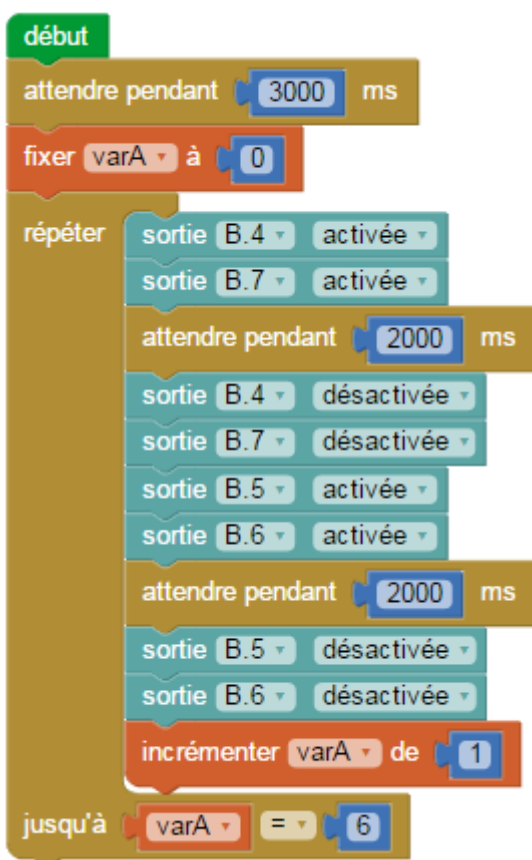 début
attendre pendant 3000 ms
fixer varA à 0
répéter sortie B.4 activée
sortie B.7 activée
attendre pendant 2000 ms
sortie B.4 désactivée
sortie B.7 désactivée
sortie B.5 activée
sortie B.6 activée
attendre pendant 2000 ms
sortie B.5 désactivée
sortie B.6 désactivée
incrémenter varA de 1
jusqu'à varA = 6